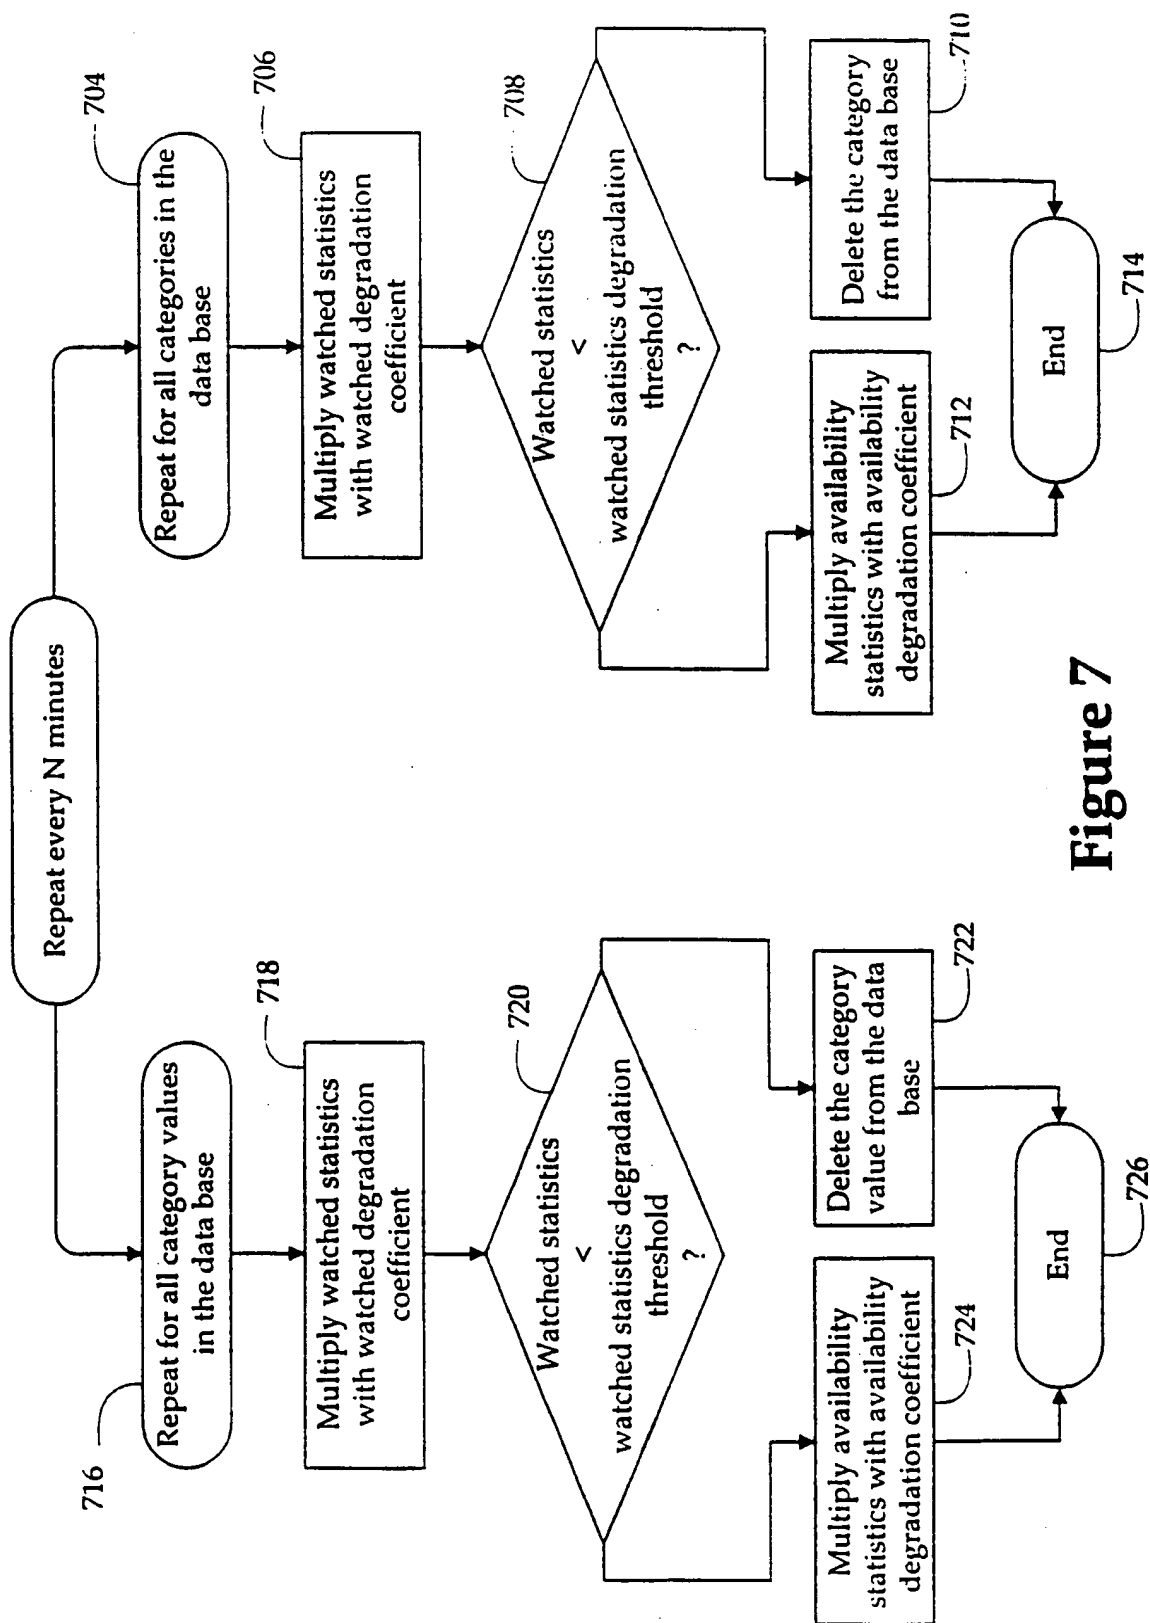 Repeat every N minutes
716
Repeat for all category values
in the data base
718
Multiply watched statistics
with watched degradation
coefficient
720
Watched statistics
<
watched statistics degradation
threshold
?
724
Multiply availability
statistics with availability
degradation coefficient
722
Delete the category
value from the data
base
End
726
704
Repeat for all categories in the
data base
706
Multiply watched statistics
with watched degradation
coefficient
708
Watched statistics
<
watched statistics degradation
threshold
?
712
Multiply availability
statistics with availability
degradation coefficient
710
Delete the category
from the data base
End
714
Figure 7